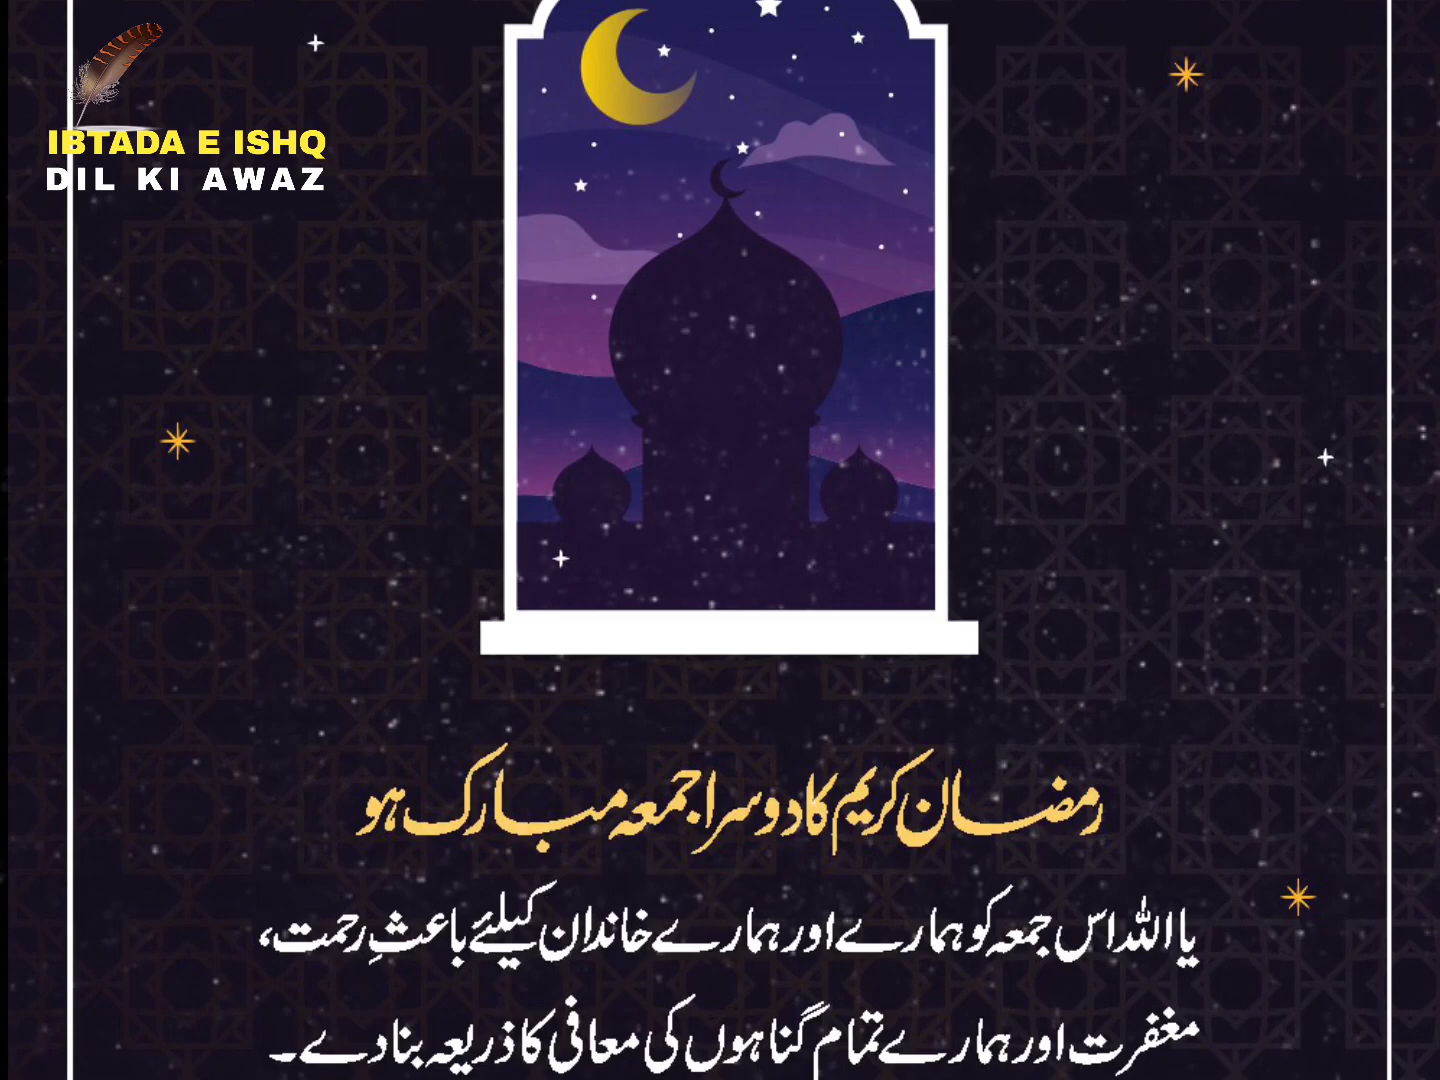 IBTADA E ISHQ
DIL KI AWAZ
رمضان کریم کا دوسرا جمعہ مبارک ہو
یا اللہ اس جمعہ کو ہمارے اور ہمارے خاندان کیلئے باعثِ رحمت،
مغفرت اور ہمارے تمام گناہوں کی معافی کا ذریعہ بنا دے۔